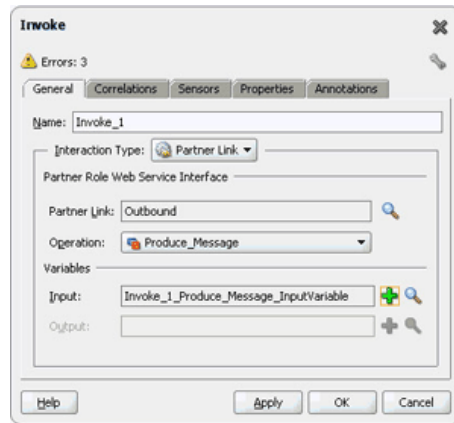 Invoke
Errors: 3
General Correlations Sensors Properties Annotations
Name: Invoke_1
Interaction Type: Partner Link
Partner Role Web Service Interface
Partner Link: Outbound
Operation: Produce_Message
Variables
Input: Invoke_1_Produce_Message_InputVariable
Output:
Help Apply OK Cancel